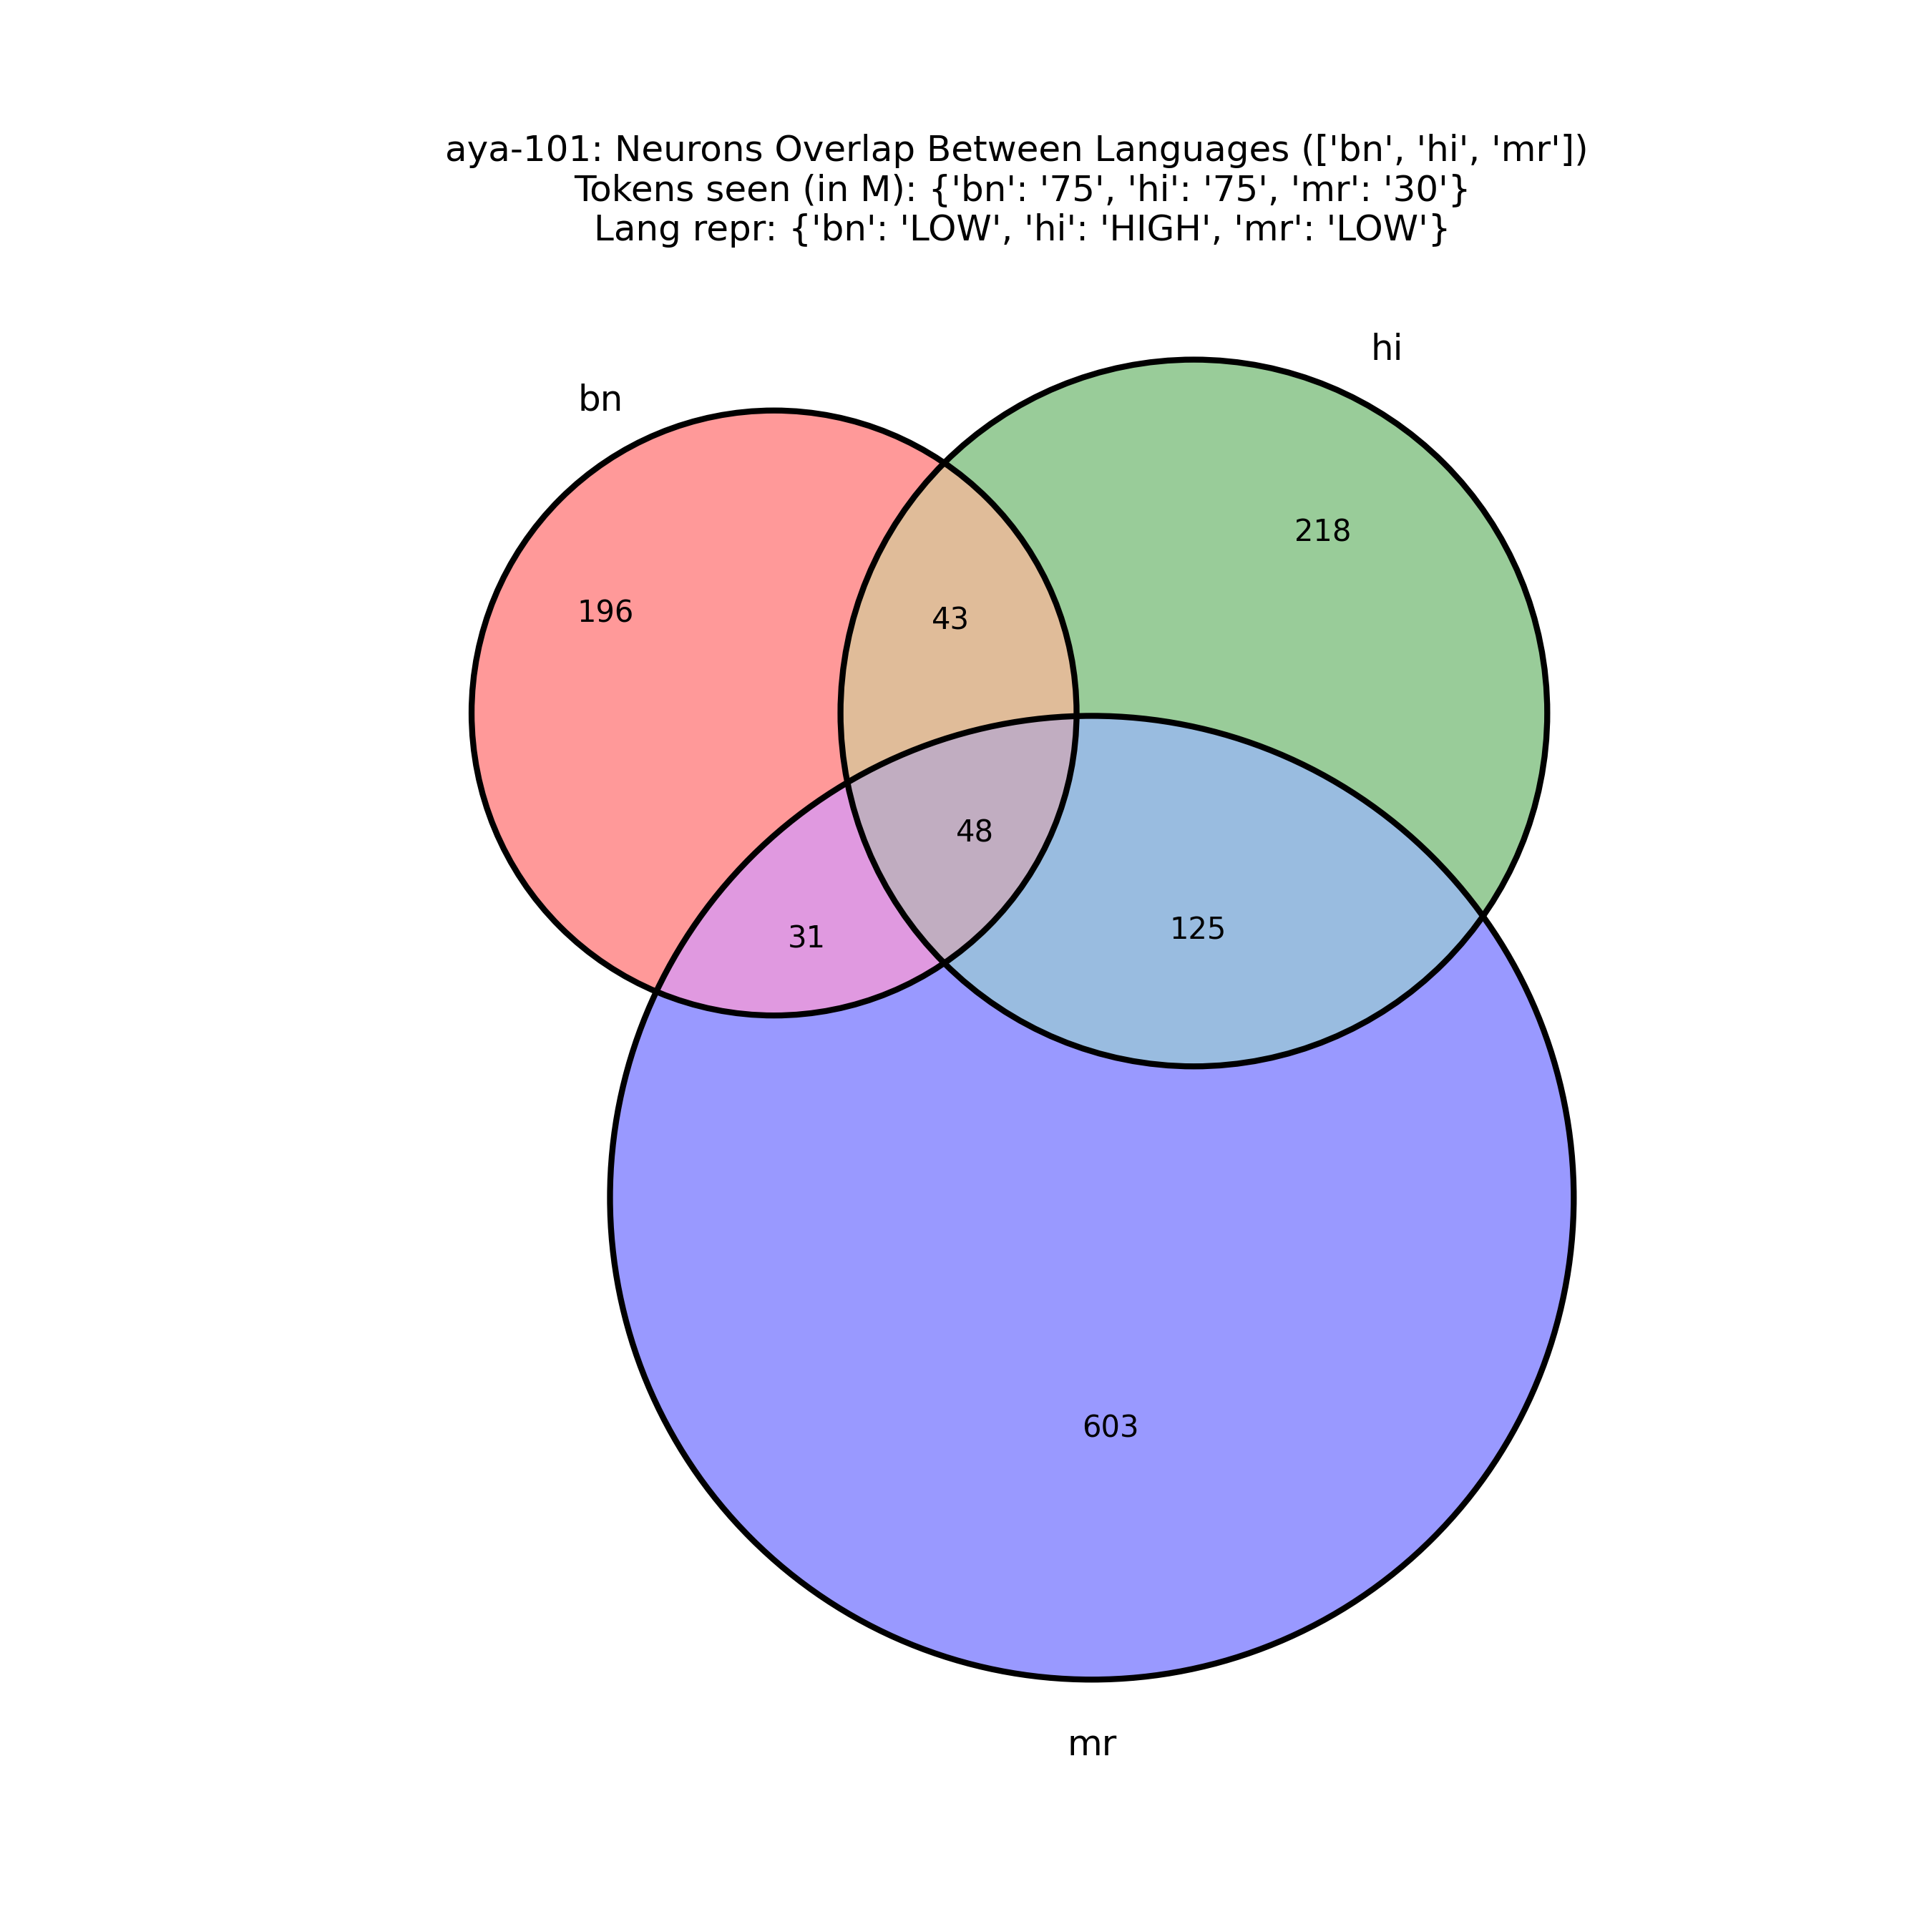 aya-101: Neurons Overlap Between Languages (['bn', 'hi', 'mr'])
Tokens seen (in M): {'bn': '75', 'hi': '75', 'mr': '30'}
Lang repr: {'bn': 'LOW', 'hi': 'HIGH', 'mr': 'LOW'}
hi
bn
218
196
43
48
125
31
603
mr